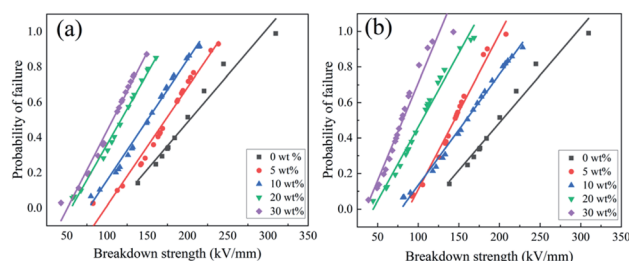 (a)
Probability of failure
1.0
0.8
0.6
0.4
0.2
0.0
0 wt %
5 wt%
10 wt%
20 wt%
30 wt%
50 100 150 200 250 300 350
Breakdown strength (kV/mm)
(b)
Probability of failure
1.0
0.8
0.6
0.4
0.2
0.0
0 wt%
5 wt%
10 wt%
20 wt%
30 wt%
50 100 150 200 250 300 350
Breakdown strength (kV/mm)